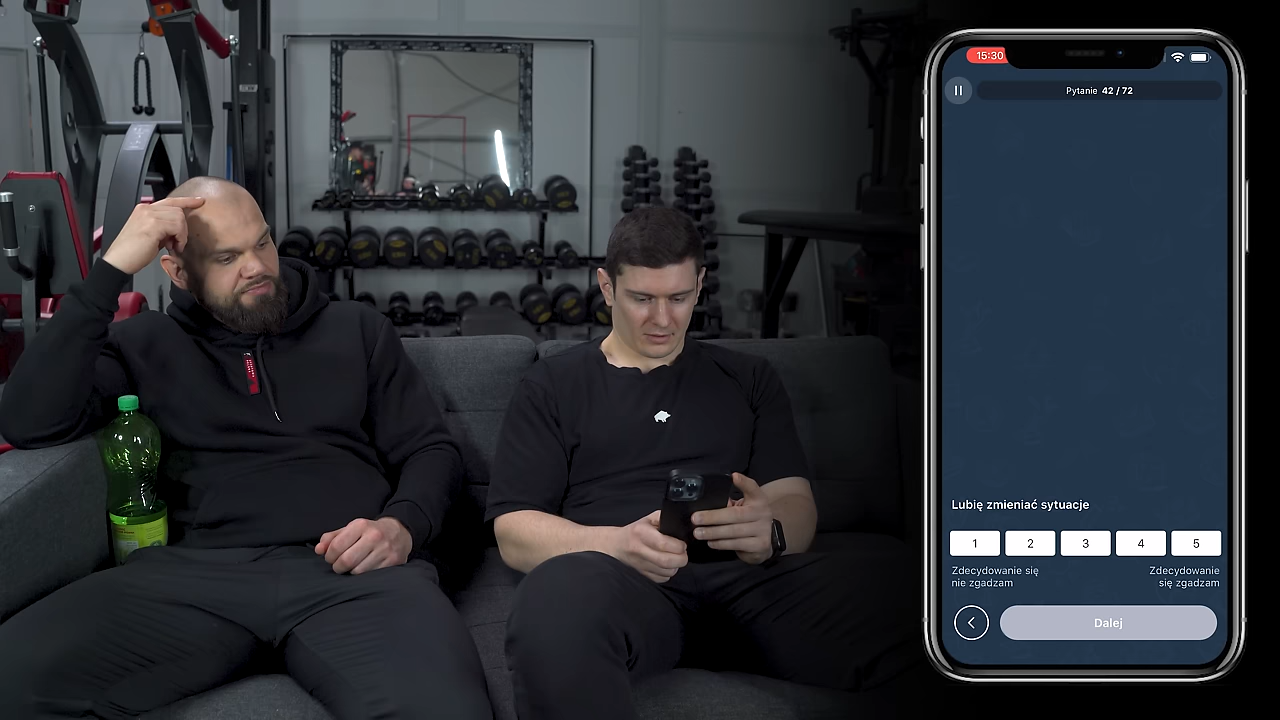 15:30
Pytanie 42 / 72
Lubię zmieniać sytuacje
1 2 3 4 5
Zdecydowanie się
nie zgadzam
Zdecydowanie
się zgadzam
Dalej